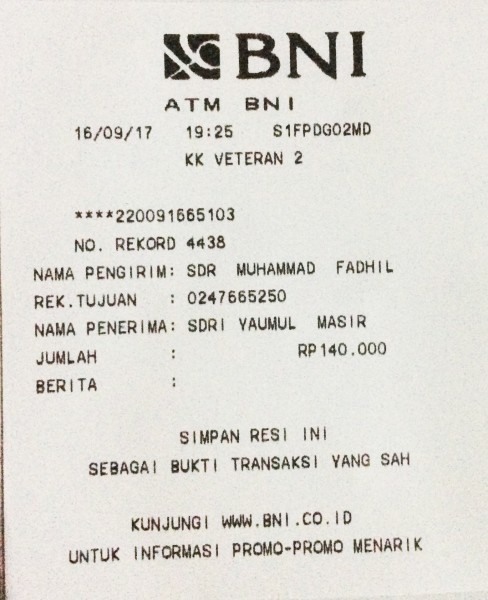 BNI
ATM BNI
16/09/17 19:25 S1FPDG02MD
KK VETERAN 2
****220091665103
NO. REKORD 4438
NAMA PENGIRIM: SDR MUHAMMAD FADHIL
REK.TUJUAN : 0247665250
NAMA PENERIMA: SDRI YAUMUL MASIR
JUMLAH : RP140.000
BERITA :
SIMPAN RESI INI
SEBAGAI BUKTI TRANSAKSI YANG SAH
KUNJUNGI WWW.BNI.CO.ID
UNTUK INFORMASI PROMO-PROMO MENARIK